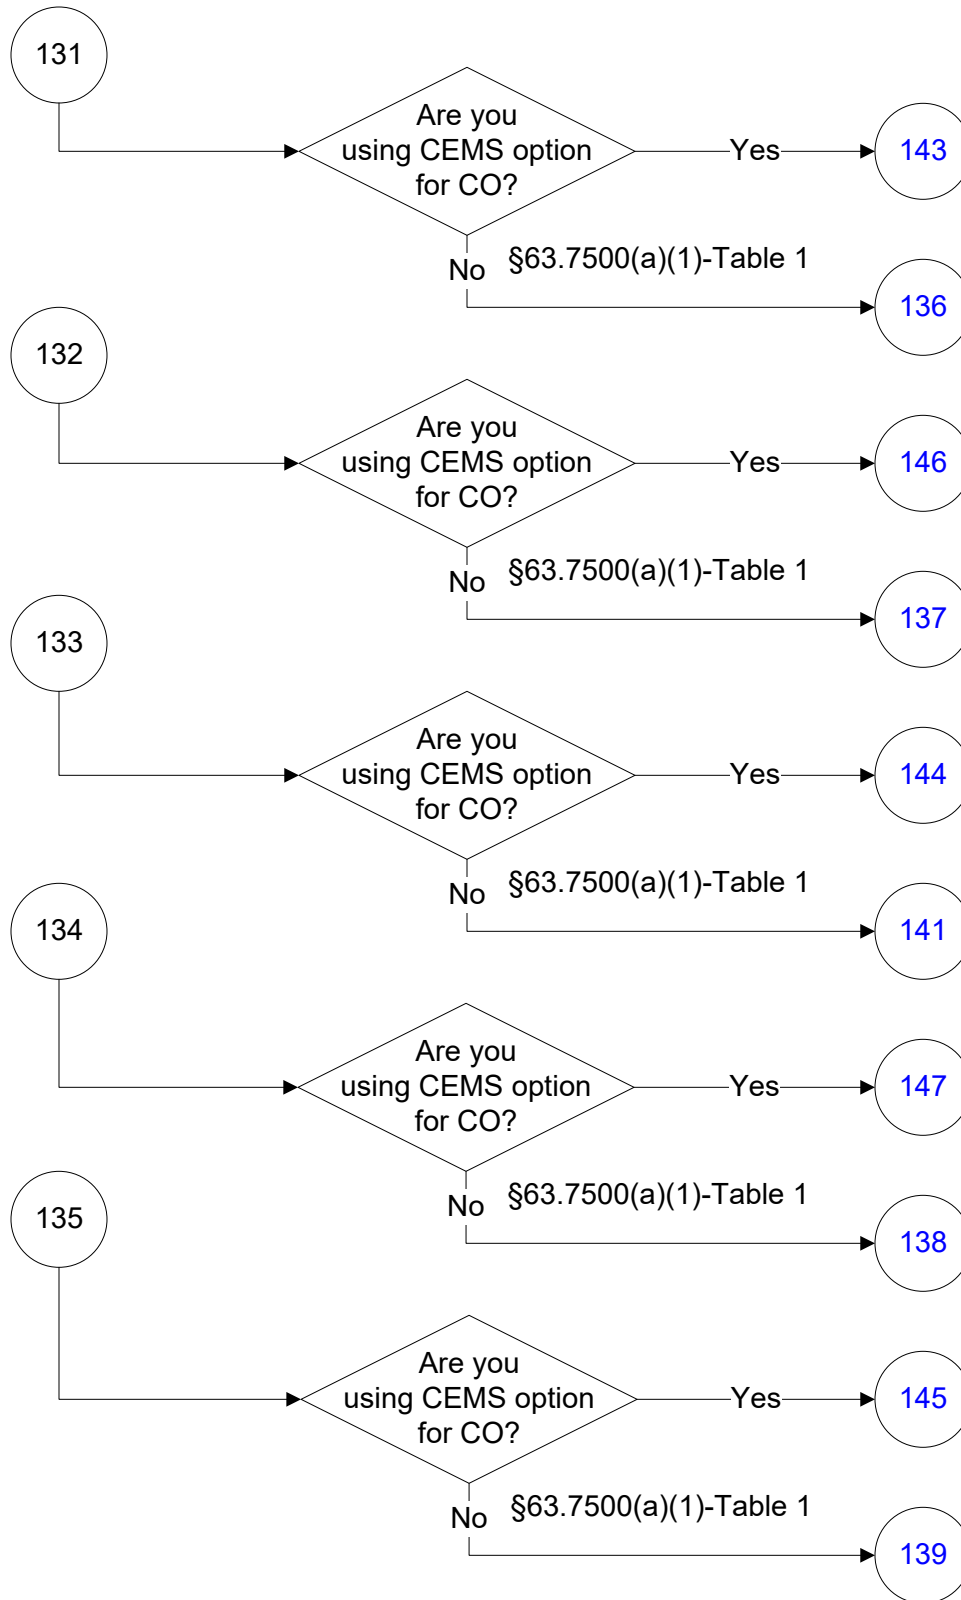 131
Are you
using CEMS option
for CO?
Yes
143
No
§63.7500(a)(1)-Table 1
136
132
Are you
using CEMS option
for CO?
Yes
146
No
§63.7500(a)(1)-Table 1
137
133
Are you
using CEMS option
for CO?
Yes
144
No
§63.7500(a)(1)-Table 1
141
134
Are you
using CEMS option
for CO?
Yes
147
No
§63.7500(a)(1)-Table 1
138
135
Are you
using CEMS option
for CO?
Yes
145
No
§63.7500(a)(1)-Table 1
139